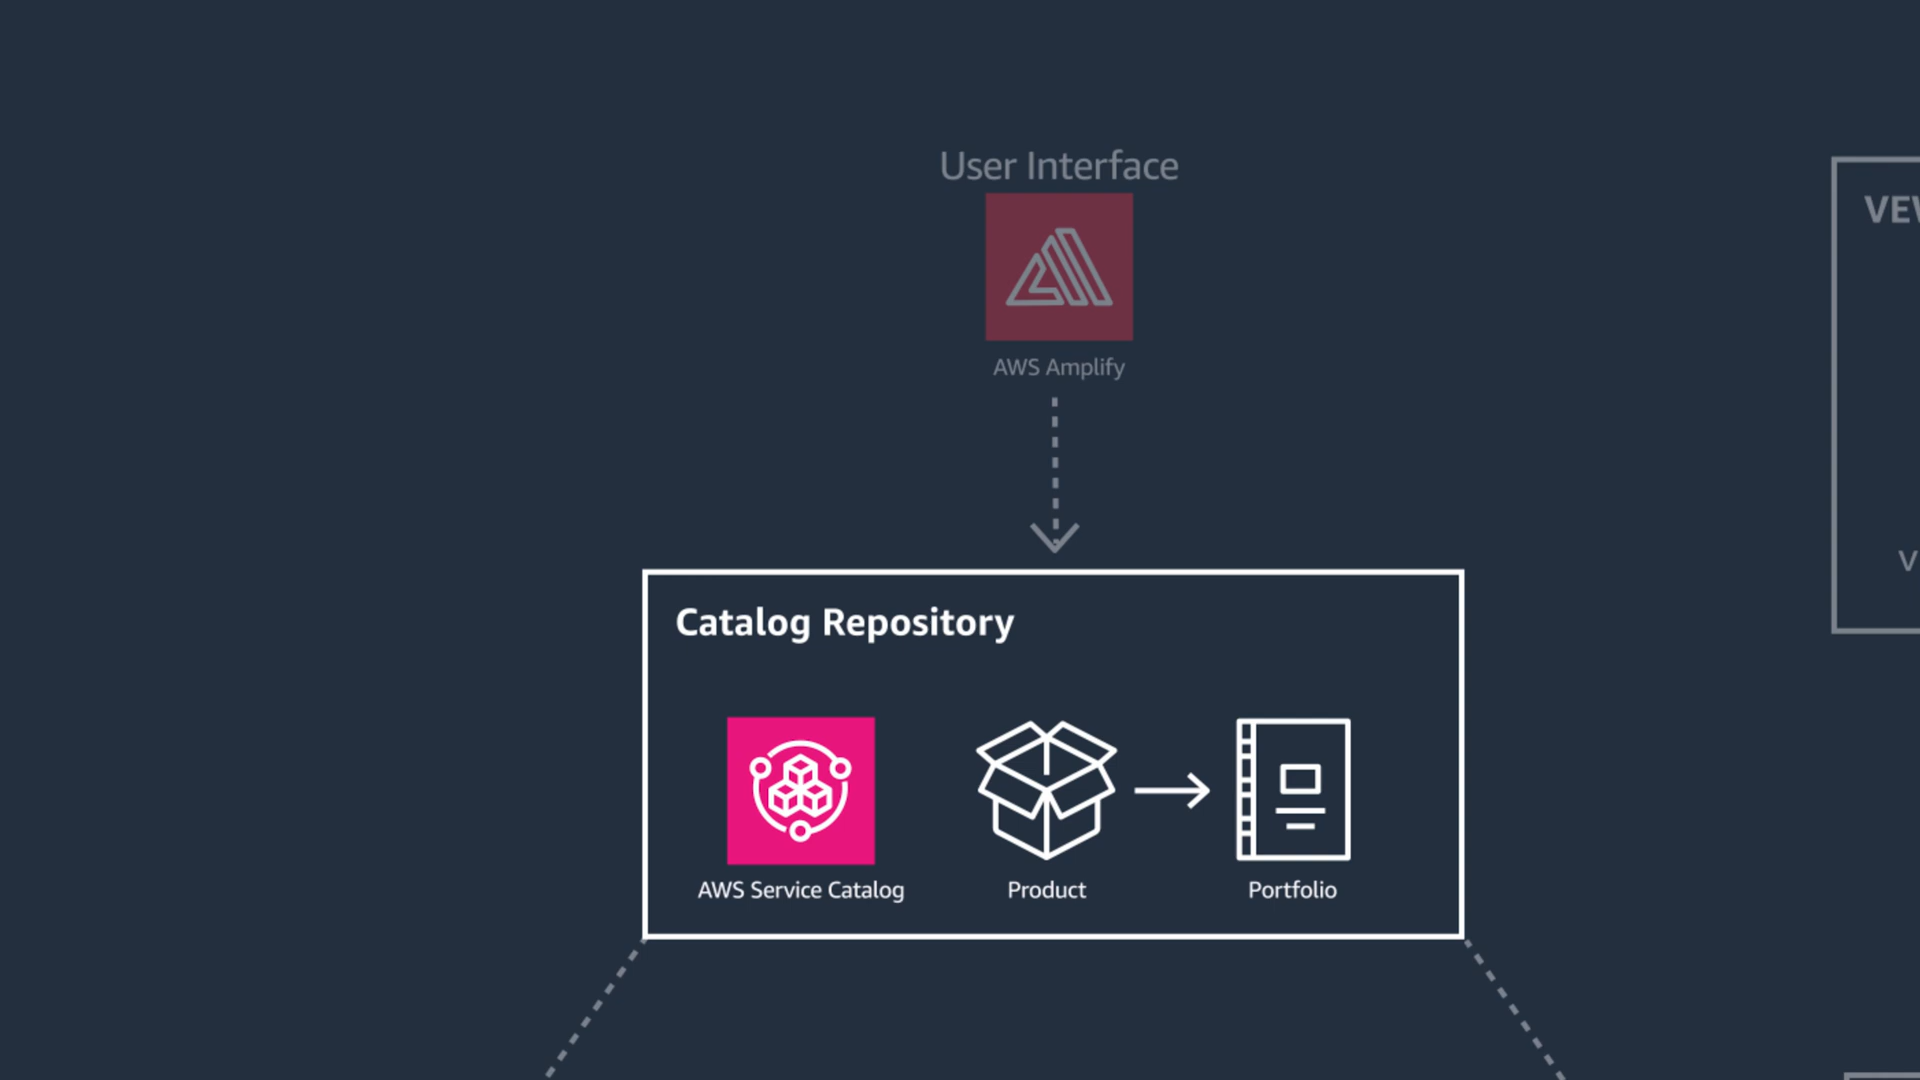 User Interface
AWS Amplify
Catalog Repository
AWS Service Catalog
Product
Portfolio